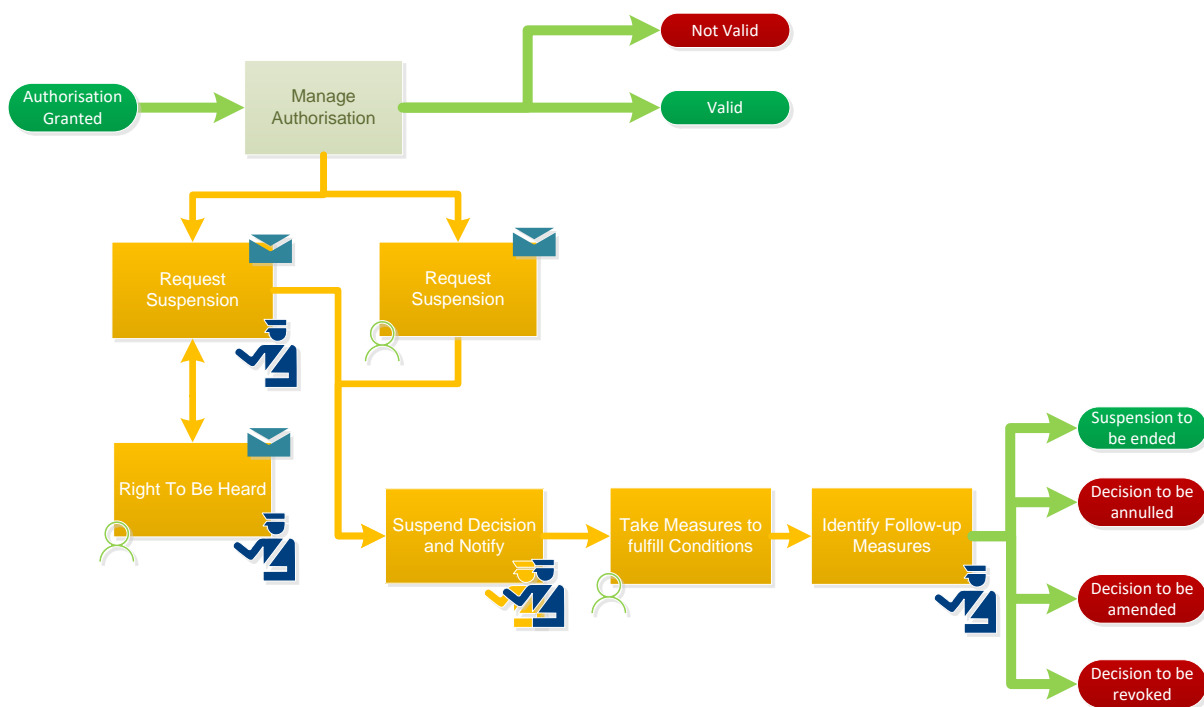 Not Valid
Authorisation
Granted
Manage
Authorisation
Valid
Request
Suspension
Request
Suspension
Right To Be Heard
Suspend Decision
and Notify
Take Measures to
fulfill Conditions
Identify Follow-up
Measures
Suspension to
be ended
Decision to be
annulled
Decision to be
amended
Decision to be
revoked